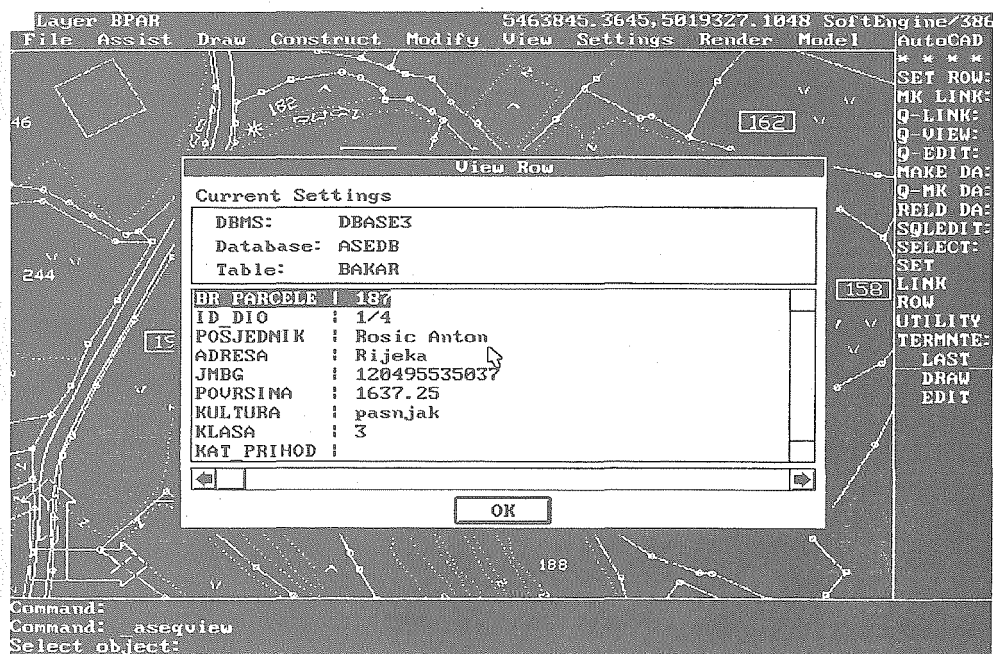 Layer BPAR 5463845.3645,5019327.1048 SoftEngine/386
File Assist Draw Construct Modify View Settings Render Model
AutoCAD
* * * *
SET ROW:
MK LINK:
Q-LINK:
Q-VIEW:
Q-EDIT:
MAKE DA:
Q-MK DA:
RELD DA:
SQLEDIT:
SELECT:
SET
LINK
ROW
UTILITY
TERMNTE:
LAST
DRAW
EDIT
182
162
46
244
158
188
View Row
Current Settings
DBMS: DBASE3
Database: ASEDB
Table: BAKAR
BR_PARCELE | 187
ID_DIO | 1/4
POSJEDNIK | Rosic Anton
ADRESA | Rijeka
JMBG | 120495535037
POVRSINA | 1637.25
KULTURA | pasnjak
KLASA | 3
KAT_PRIHOD |
OK
Command:
Command: _aseqview
Select object: